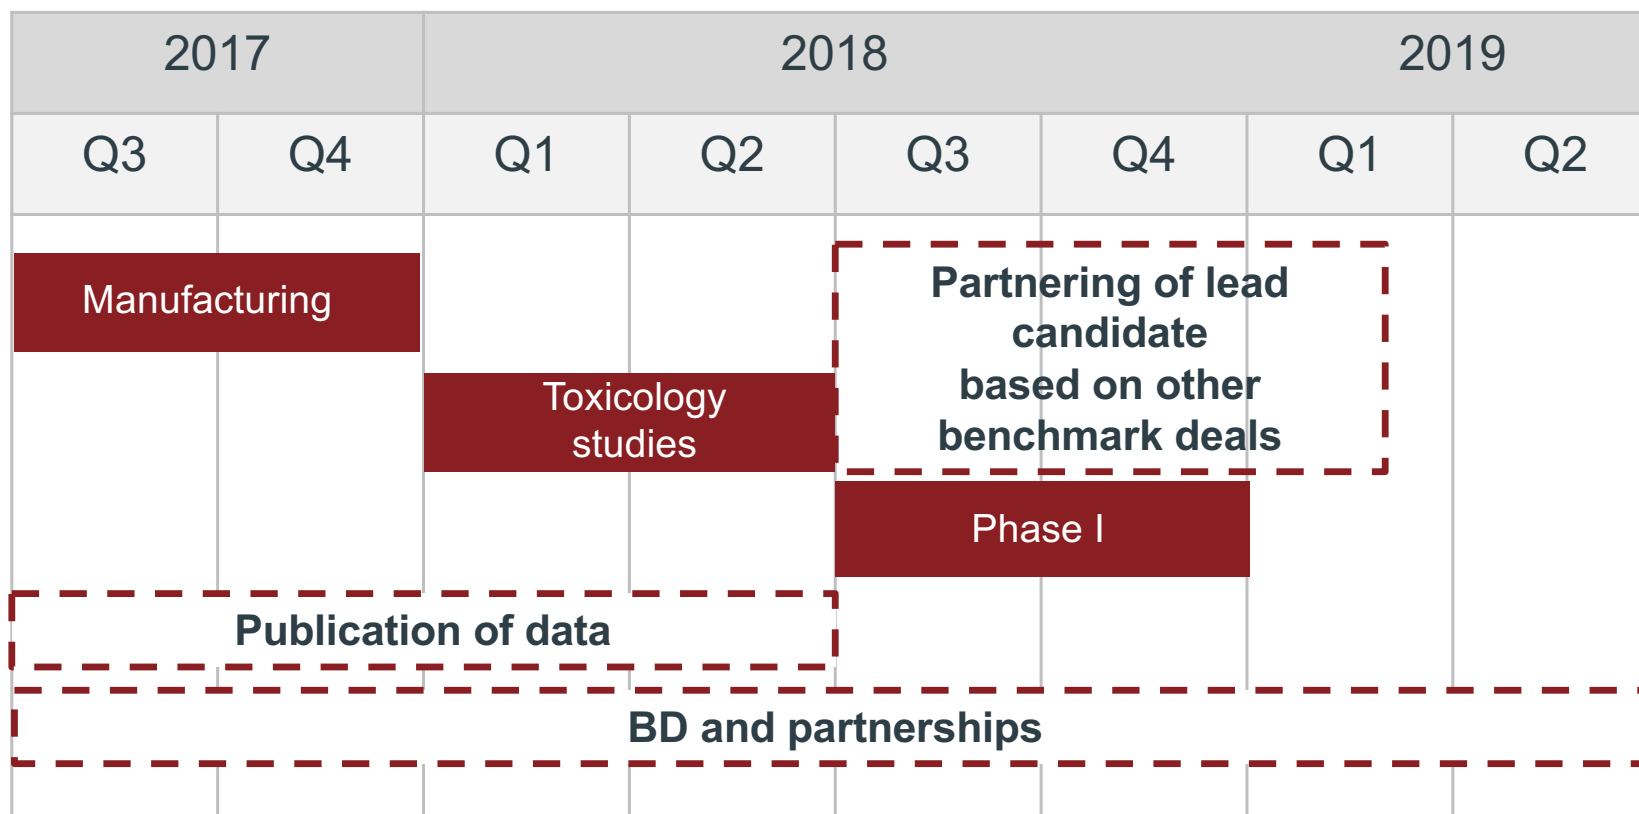 2017 2018 2019
Q3 Q4 Q1 Q2 Q3 Q4 Q1 Q2
Manufacturing
Partnering of lead
candidate
based on other
benchmark deals
Toxicology
studies
Phase I
Publication of data
BD and partnerships